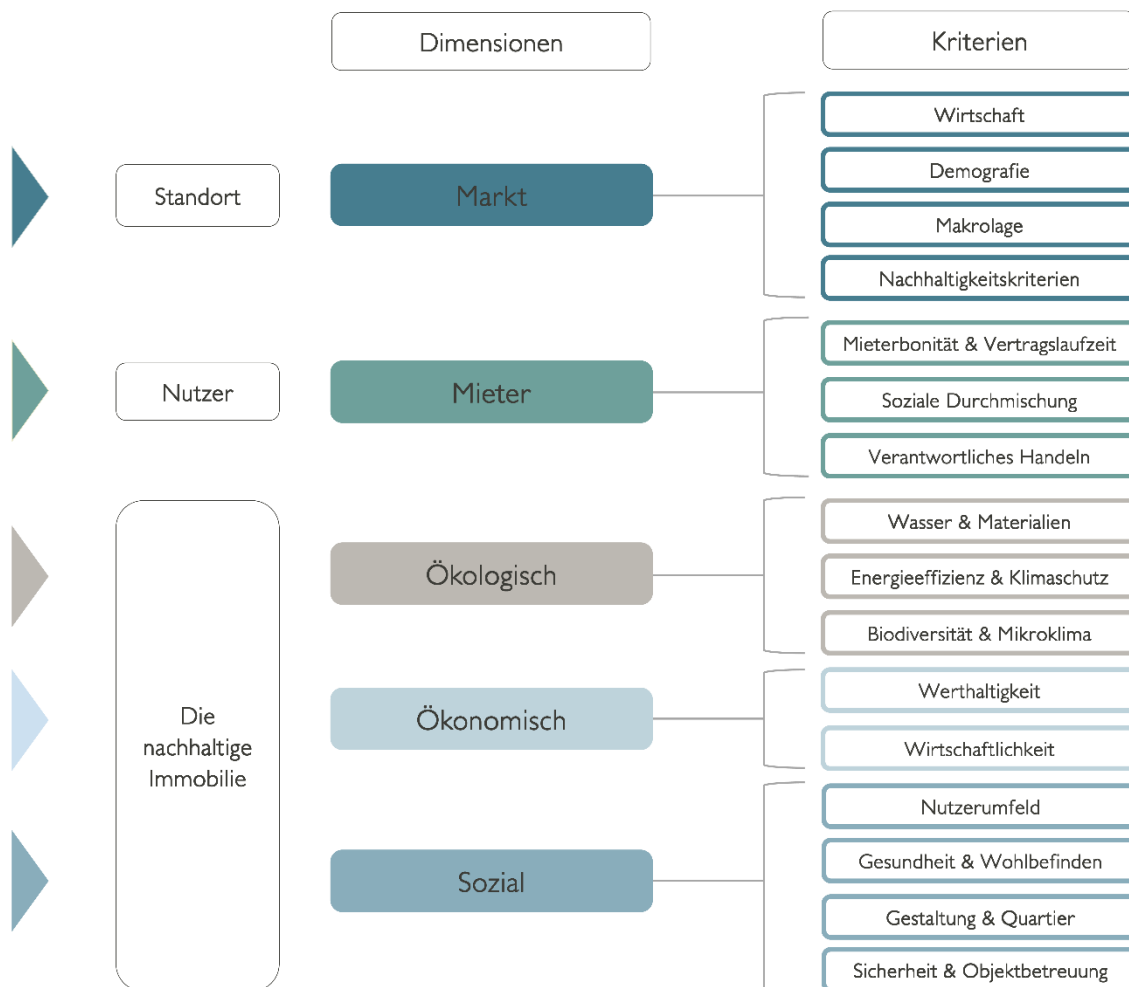 Dimensionen
Kriterien
Standort
Markt
Wirtschaft
Demografie
Makrolage
Nachhaltigkeitskriterien
Nutzer
Mieter
Mieterbonität & Vertragslaufzeit
Soziale Durchmischung
Verantwortliches Handeln
Die
nachhaltige
Immobilie
Ökologisch
Wasser & Materialien
Energieeffizienz & Klimaschutz
Biodiversität & Mikroklima
Ökonomisch
Werthaltigkeit
Wirtschaftlichkeit
Sozial
Nutzerumfeld
Gesundheit & Wohlbefinden
Gestaltung & Quartier
Sicherheit & Objektbetreuung